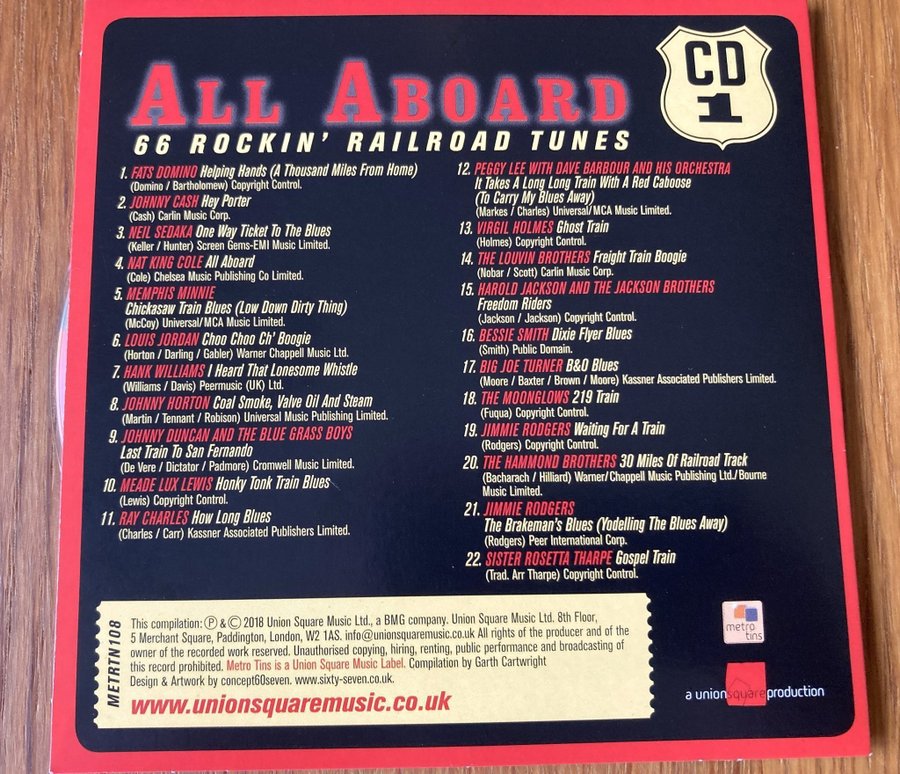 ALL ABOARD
66 ROCKIN' RAILROAD TUNES
CD
1
1. FATS DOMINO Helping Hands (A Thousand Miles From Home)
(Domino / Bartholomew) Copyright Control.
2. JOHNNY CASH Hey Porter
(Cash) Carlin Music Corp.
3. NEIL SEDAKA One Way Ticket To The Blues
(Keller / Hunter) Screen Gems-EMI Music Limited.
4. NAT KING COLE All Aboard
(Cole) Chelsea Music Publishing Co Limited.
5. MEMPHIS MINNIE
Chickasaw Train Blues (Low Down Dirty Thing)
(McCoy) Universal/MCA Music Limited.
6. LOUIS JORDAN Choo Choo Ch' Boogie
(Horton / Darling / Gabler) Warner Chappell Music Ltd.
7. HANK WILLIAMS I Heard That Lonesome Whistle
(Williams / Davis) Peermusic (UK) Ltd.
8. JOHNNY HORTON Coal Smoke, Valve Oil And Steam
(Martin / Tennant / Robison) Universal Music Publishing Limited.
9. JOHNNY DUNCAN AND THE BLUE GRASS BOYS
Last Train To San Fernando
(De Vere / Dictator / Padmore) Cromwell Music Limited.
10. MEADE LUX LEWIS Honky Tonk Train Blues
(Lewis) Copyright Control.
11. RAY CHARLES How Long Blues
(Charles / Carr) Kassner Associated Publishers Limited.
12. PEGGY LEE WITH DAVE BARBOUR AND HIS ORCHESTRA
It Takes A Long Long Train With A Red Caboose
(To Carry My Blues Away)
(Markes / Charles) Universal/MCA Music Limited.
13. VIRGIL HOLMES Ghost Train
(Holmes) Copyright Control.
14. THE LOUVIN BROTHERS Freight Train Boogie
(Nobar / Scott) Carlin Music Corp.
15. HAROLD JACKSON AND THE JACKSON BROTHERS
Freedom Riders
(Jackson / Jackson) Copyright Control.
16. BESSIE SMITH Dixie Flyer Blues
(Smith) Public Domain.
17. BIG JOE TURNER B&O Blues
(Moore / Baxter / Brown / Moore) Kassner Associated Publishers Limited.
18. THE MOONGLOWS 219 Train
(Fuqua) Copyright Control.
19. JIMMIE RODGERS Waiting For A Train
(Rodgers) Copyright Control.
20. THE HAMMOND BROTHERS 30 Miles Of Railroad Track
(Bacharach / Hilliard) Warner/Chappell Music Publishing Ltd./Bourne
Music Limited.
21. JIMMIE RODGERS
The Brakeman's Blues (Yodelling The Blues Away)
(Rodgers) Peer International Corp.
22. SISTER ROSETTA THARPE Gospel Train
(Trad. Arr Tharpe) Copyright Control.
METRTN108
This compilation: Ⓟ & © 2018 Union Square Music Ltd., a BMG company. Union Square Music Ltd. 8th Floor,
5 Merchant Square, Paddington, London, W2 1AS. info@unionsquaremusic.co.uk All rights of the producer and of the
owner of the recorded work reserved. Unauthorised copying, hiring, renting, public performance and broadcasting of
this record prohibited. Metro Tins is a Union Square Music Label. Compilation by Garth Cartwright
Design & Artwork by concept60seven. www.sixty-seven.co.uk.
www.unionsquaremusic.co.uk
metro
tins
a unionsquareproduction